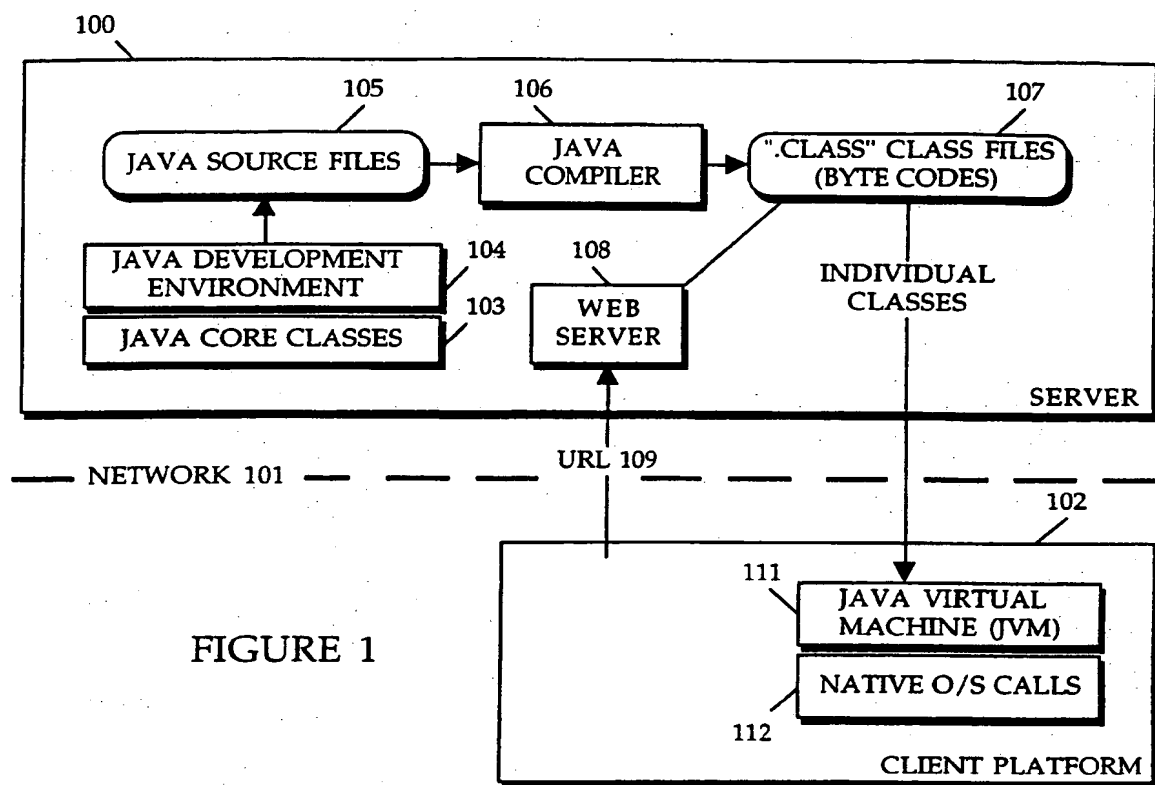 100
105
106
107
JAVA SOURCE FILES
JAVA
COMPILER
".CLASS" CLASS FILES
(BYTE CODES)
JAVA DEVELOPMENT
ENVIRONMENT
104
108
INDIVIDUAL
CLASSES
JAVA CORE CLASSES
103
WEB
SERVER
SERVER
NETWORK 101
URL 109
102
111
JAVA VIRTUAL
MACHINE (JVM)
FIGURE 1
NATIVE O/S CALLS
112
CLIENT PLATFORM